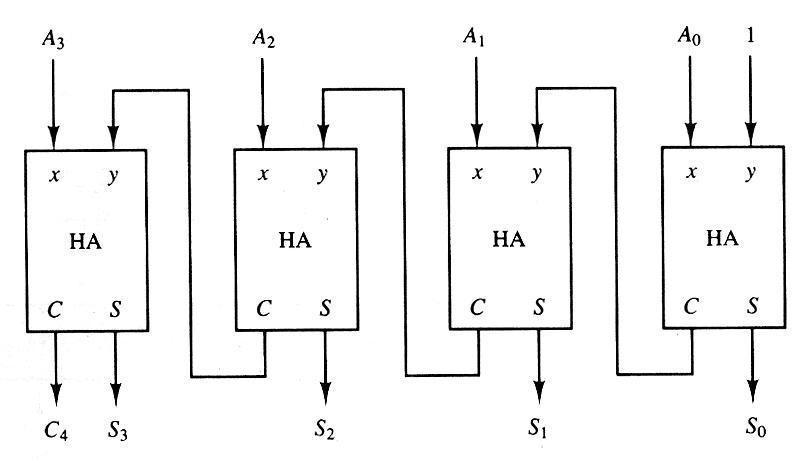 A3 A2 A1 A0 1
x y x y x y x y
HA HA HA HA
C S C S C S C S
C4 S3 S2 S1 S0